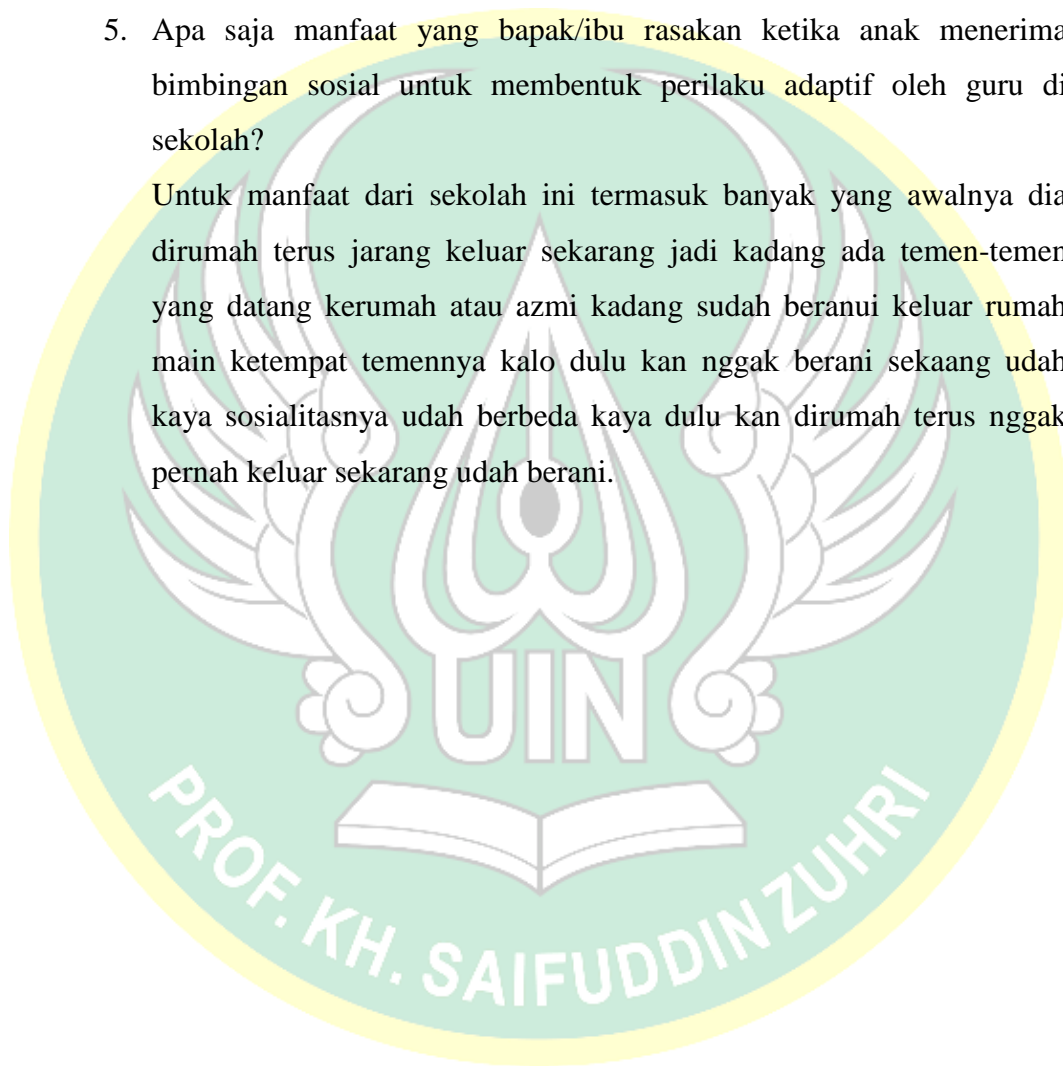 5. Apa saja manfaat yang bapak/ibu rasakan ketika anak menerima
bimbingan sosial untuk membentuk perilaku adaptif oleh guru di
sekolah?
Untuk manfaat dari sekolah ini termasuk banyak yang awalnya dia
dirumah terus jarang keluar sekarang jadi kadang ada temen-temen
yang datang kerumah atau azmi kadang sudah beranui keluar rumah
main ketempat temennya kalo dulu kan nggak berani sekaang udah
kaya sosialitasnya udah berbeda kaya dulu kan dirumah terus nggak
pernah keluar sekarang udah berani.
UIN
PROF. KH. SAIFUDDIN ZUHRI